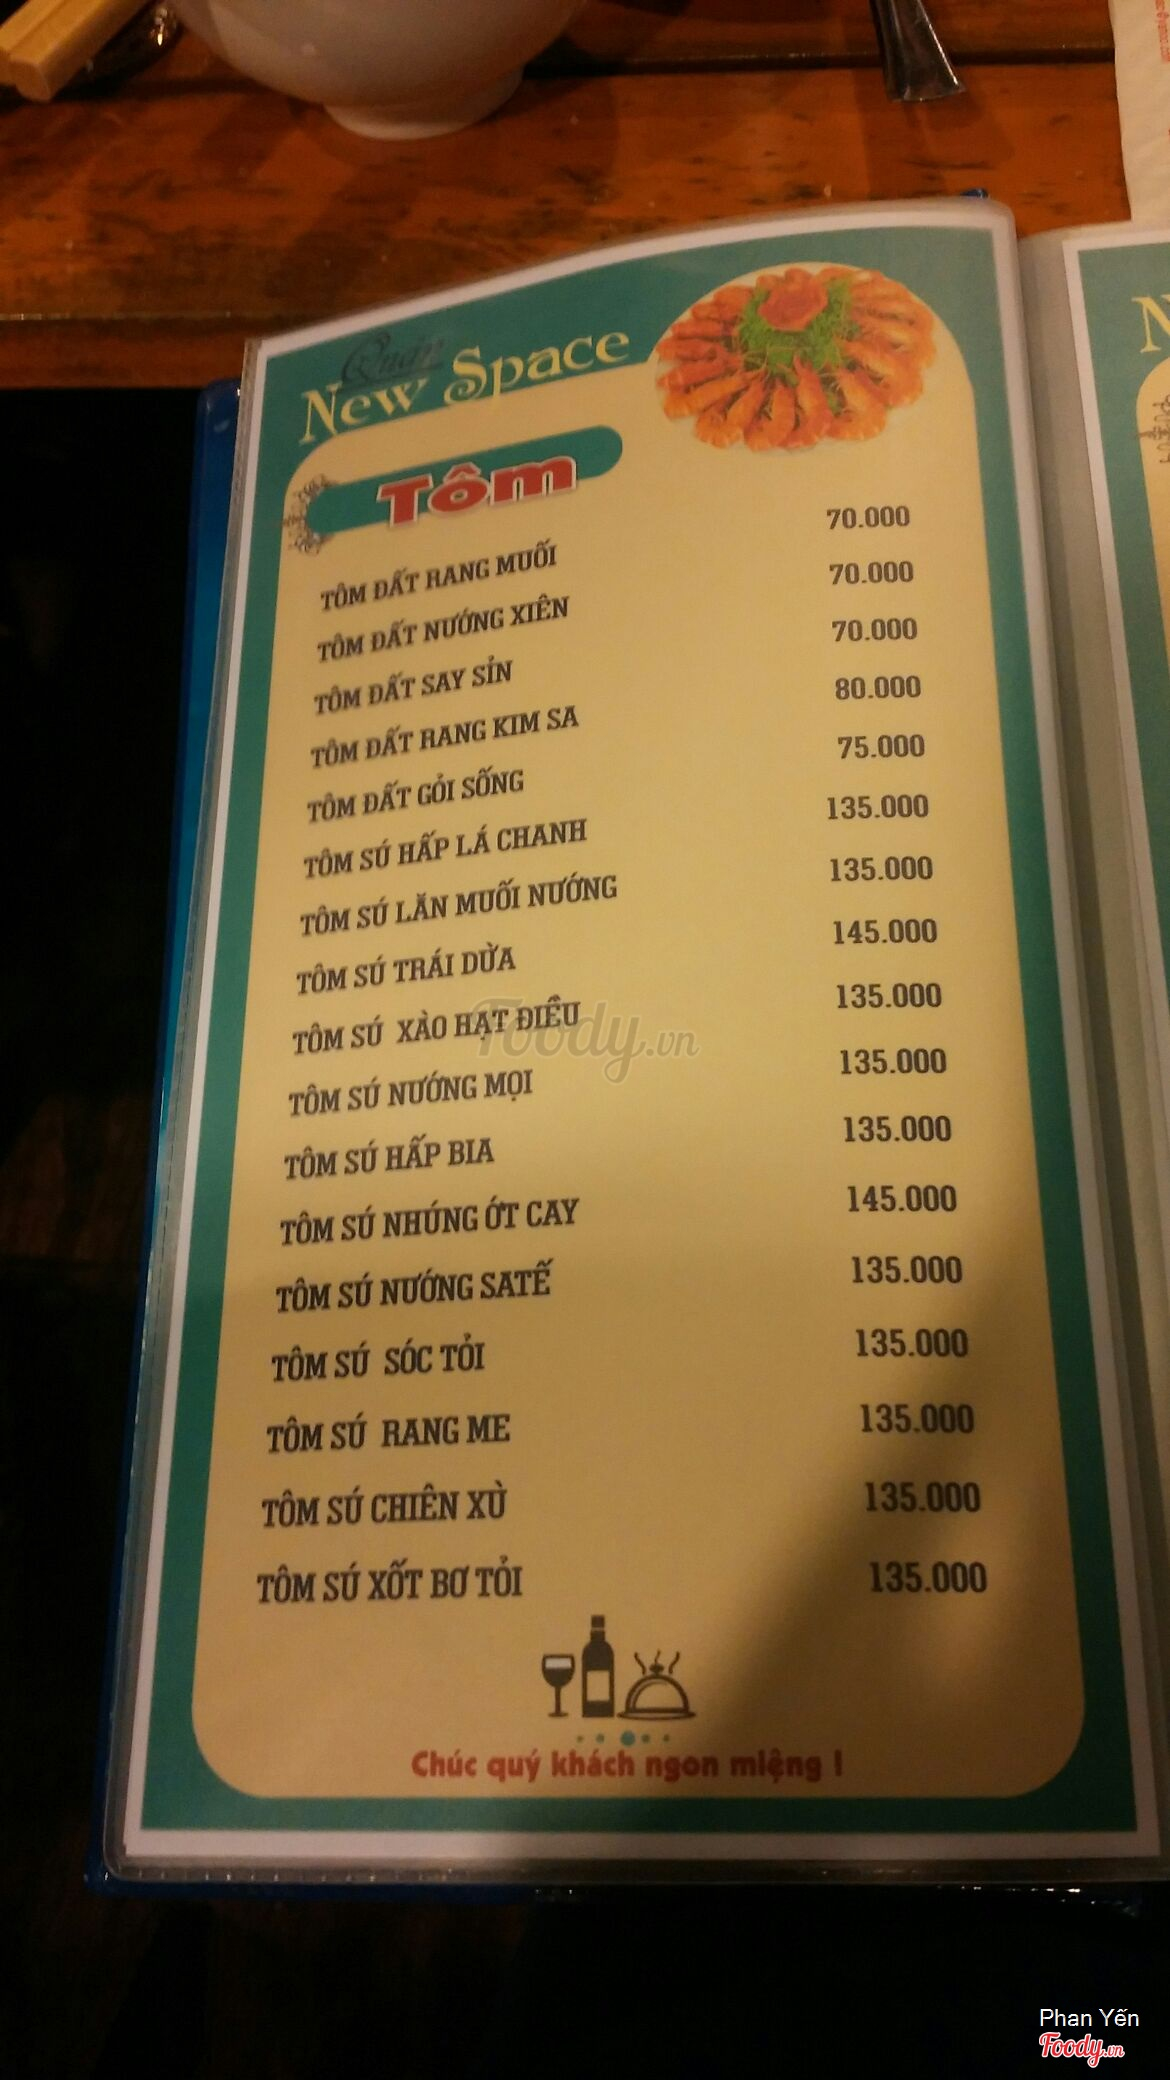 Quán
New Space
Tôm
TÔM ĐẤT RANG MUỐI 70.000
TÔM ĐẤT NƯỚNG XIÊN 70.000
TÔM ĐẤT SAY SỈN 70.000
TÔM ĐẤT RANG KIM SA 80.000
TÔM ĐẤT GỎI SỐNG 75.000
TÔM SÚ HẤP LÁ CHANH 135.000
TÔM SÚ LĂN MUỐI NƯỚNG 135.000
TÔM SÚ TRÁI DỪA 145.000
TÔM SÚ XÀO HẠT ĐIỀU 135.000
TÔM SÚ NƯỚNG MỌI 135.000
TÔM SÚ HẤP BIA 135.000
TÔM SÚ NHÚNG ỚT CAY 145.000
TÔM SÚ NƯỚNG SATẾ 135.000
TÔM SÚ SÓC TỎI 135.000
TÔM SÚ RANG ME 135.000
TÔM SÚ CHIÊN XÙ 135.000
TÔM SÚ XỐT BƠ TỎI 135.000
Foody.vn
Chúc quý khách ngon miệng !
Phan Yến
Foody.vn